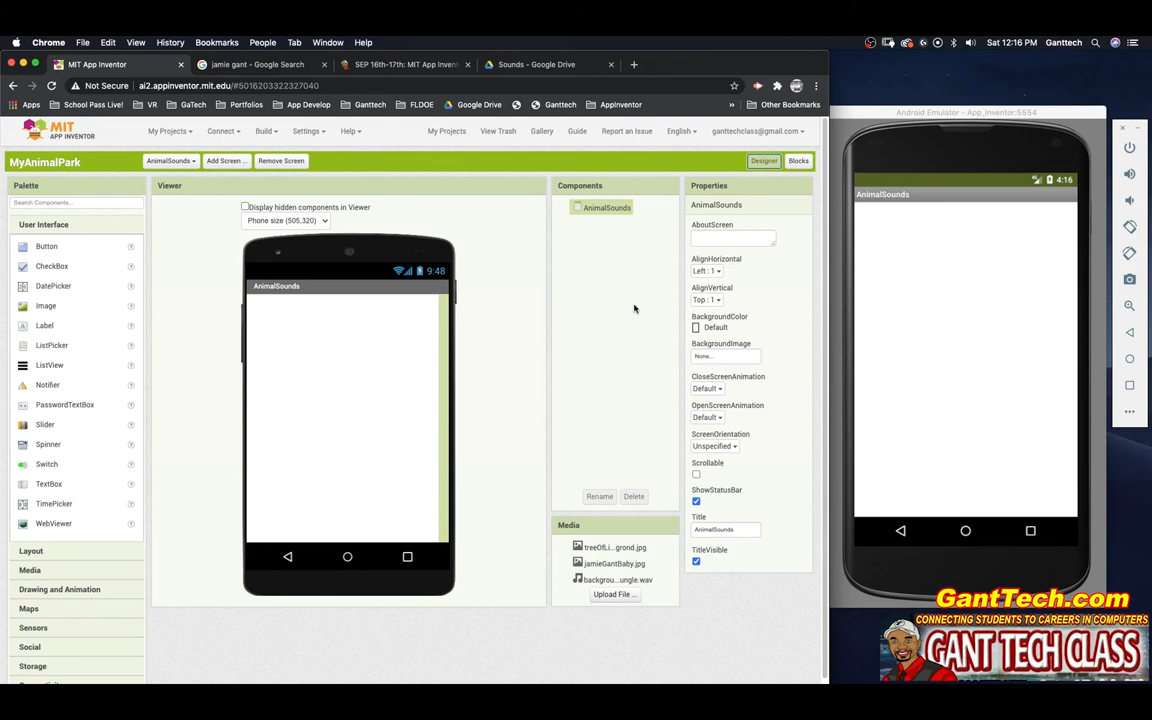 Chrome File Edit View History Bookmarks People Tab Window Help
Sat 12:16 PM Ganttech
MIT App Inventor
jamie gant - Google Search
SEP 16th-17th: MIT App Invent
Sounds - Google Drive
Not Secure ai2.appinventor.mit.edu/#5016203322327040
Apps School Pass Live! VR GaTech Portfolios App Develop Ganttech FLDOE Google Drive Ganttech AppInventor » Other Bookmarks
MIT
APP INVENTOR
My Projects Connect Build Settings Help My Projects View Trash Gallery Guide Report an Issue English ganttechclass@gmail.com
MyAnimalPark
AnimalSounds Add Screen ... Remove Screen
Designer Blocks
Palette
Search Components...
User Interface
Button
CheckBox
DatePicker
Image
Label
ListPicker
ListView
Notifier
PasswordTextBox
Slider
Spinner
Switch
TextBox
TimePicker
WebViewer
Layout
Media
Drawing and Animation
Maps
Sensors
Social
Storage
Viewer
Display hidden components in Viewer
Phone size (505,320)
9:48
AnimalSounds
Components
AnimalSounds
Rename Delete
Media
treeOfLi...grond.jpg
jamieGantBaby.jpg
backgrou...ungle.wav
Upload File ...
Properties
AnimalSounds
AboutScreen
AlignHorizontal
Left : 1
AlignVertical
Top : 1
BackgroundColor
Default
BackgroundImage
None...
CloseScreenAnimation
Default
OpenScreenAnimation
Default
ScreenOrientation
Unspecified
Scrollable
ShowStatusBar
Title
AnimalSounds
TitleVisible
Android Emulator - App_Inventor:5554
4:16
AnimalSounds
GantTech.com
CONNECTING STUDENTS TO CAREERS IN COMPUTERS
GANT TECH CLASS